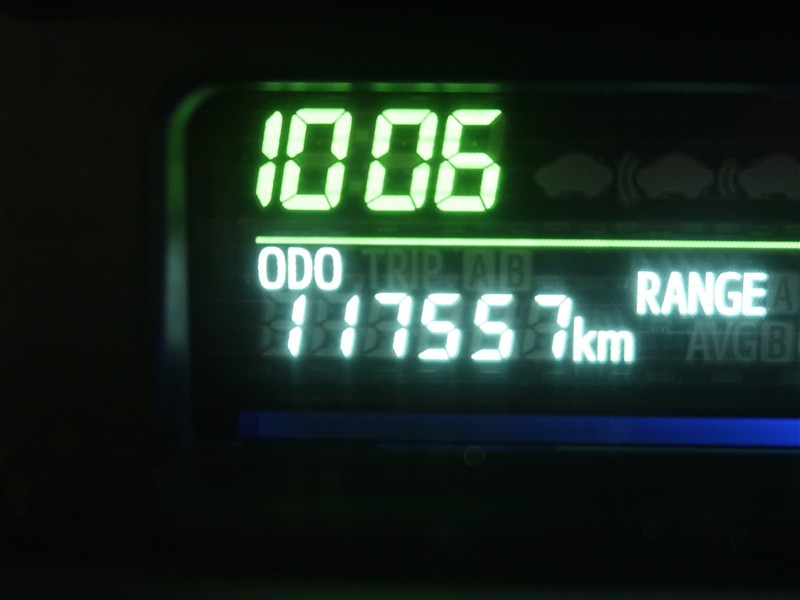 1006
ODO TRIP A B
RANGE A
117557km
AVG B